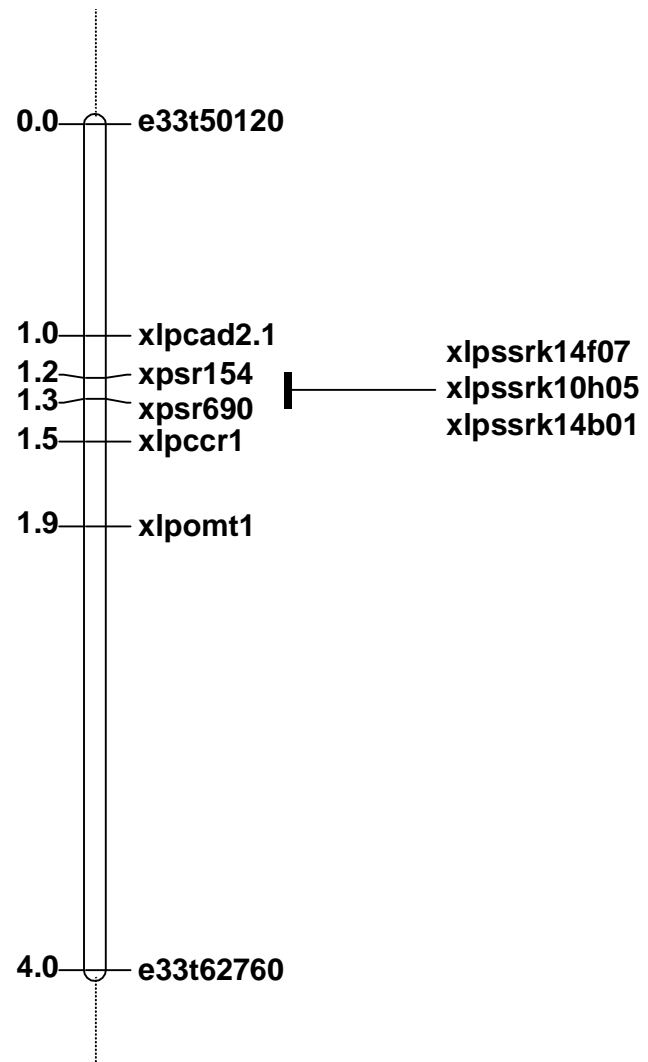 0.0 e33t50120
1.0 xlpcad2.1
1.2 xpsr154
1.3 xpsr690
1.5 xlpccr1
1.9 xlpomt1
4.0 e33t62760
xlpssrk14f07
xlpssrk10h05
xlpssrk14b01